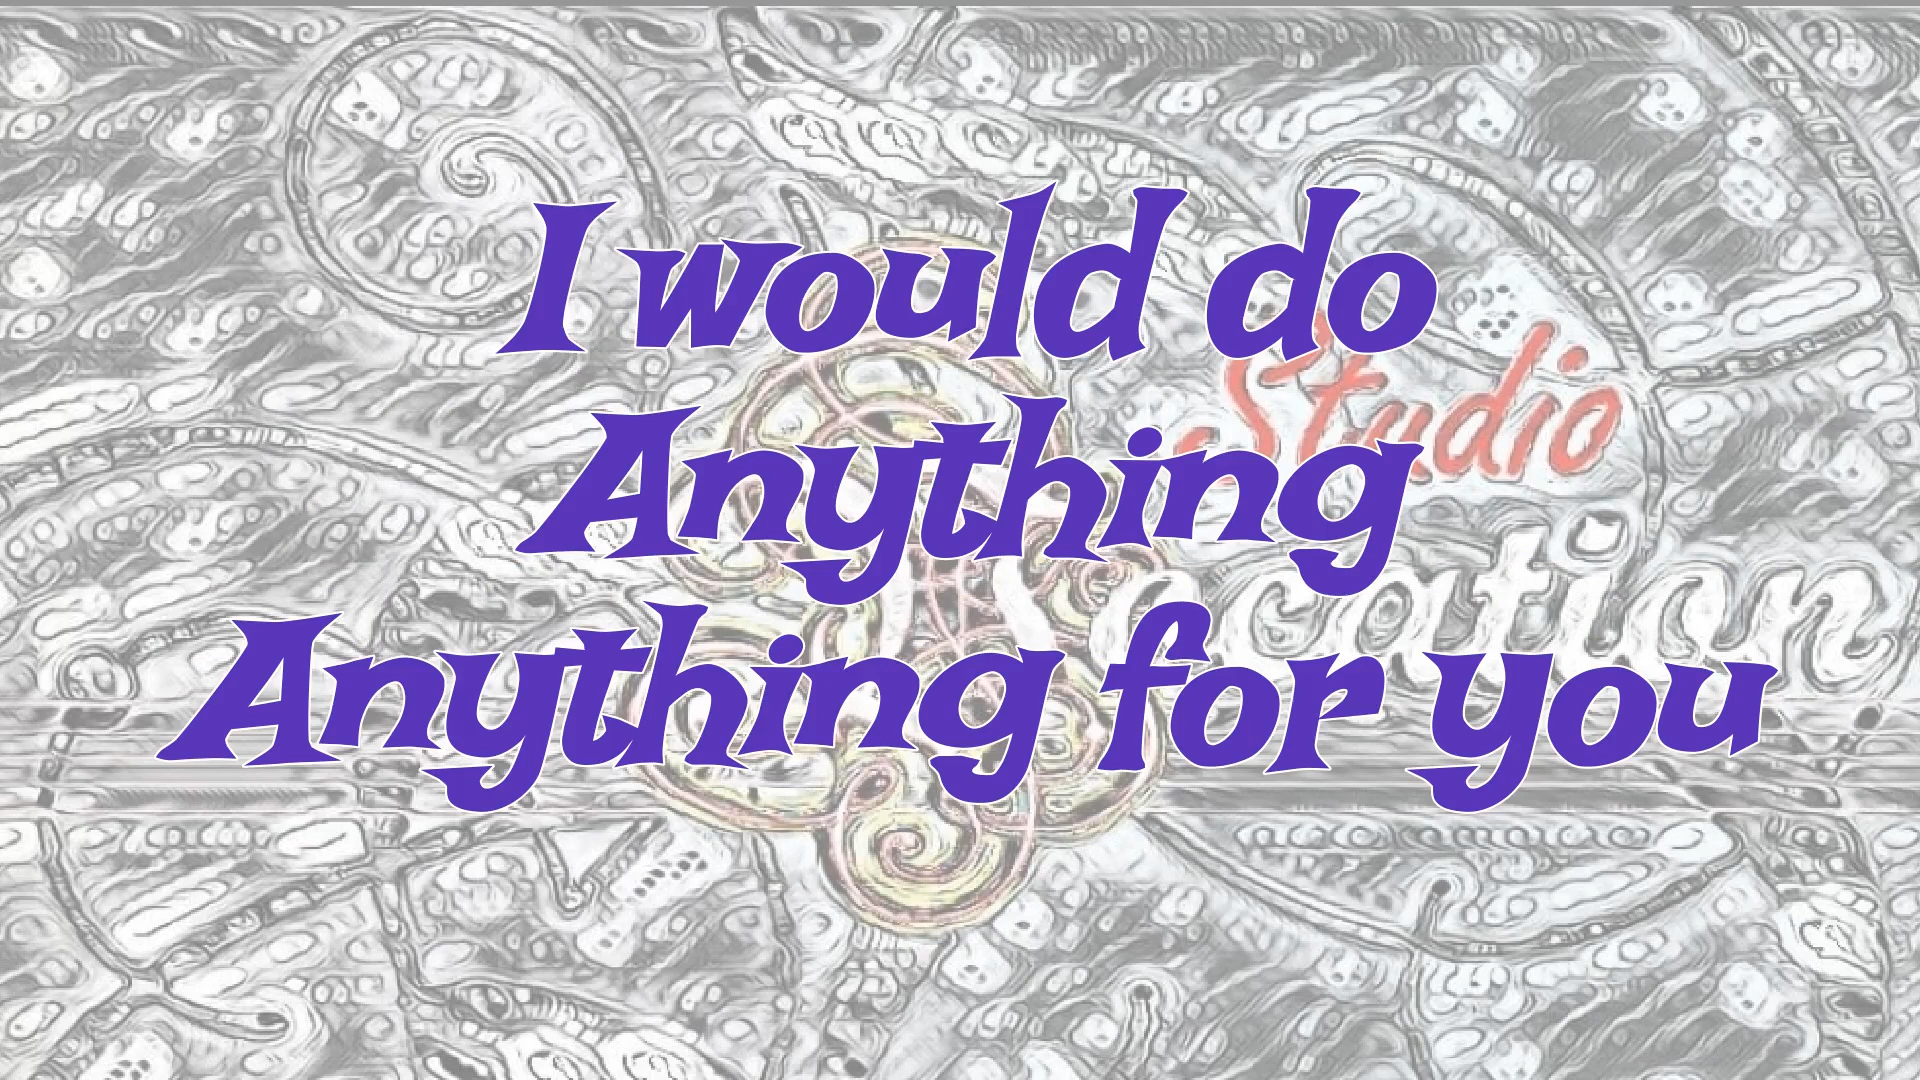 I would do
Studio
Anything
Anything for you